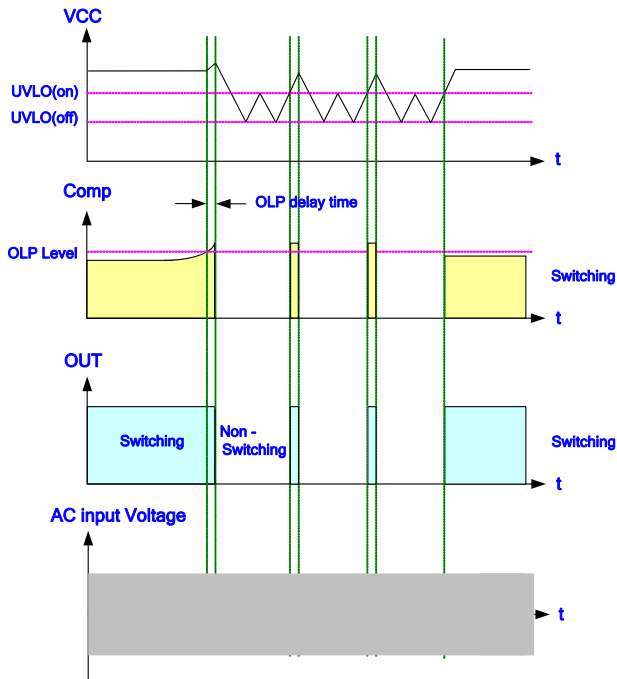 VCC
UVLO(on)
UVLO(off)
t
Comp
OLP delay time
OLP Level
Switching
t
OUT
Switching
Non -
Switching
Switching
t
AC input Voltage
t